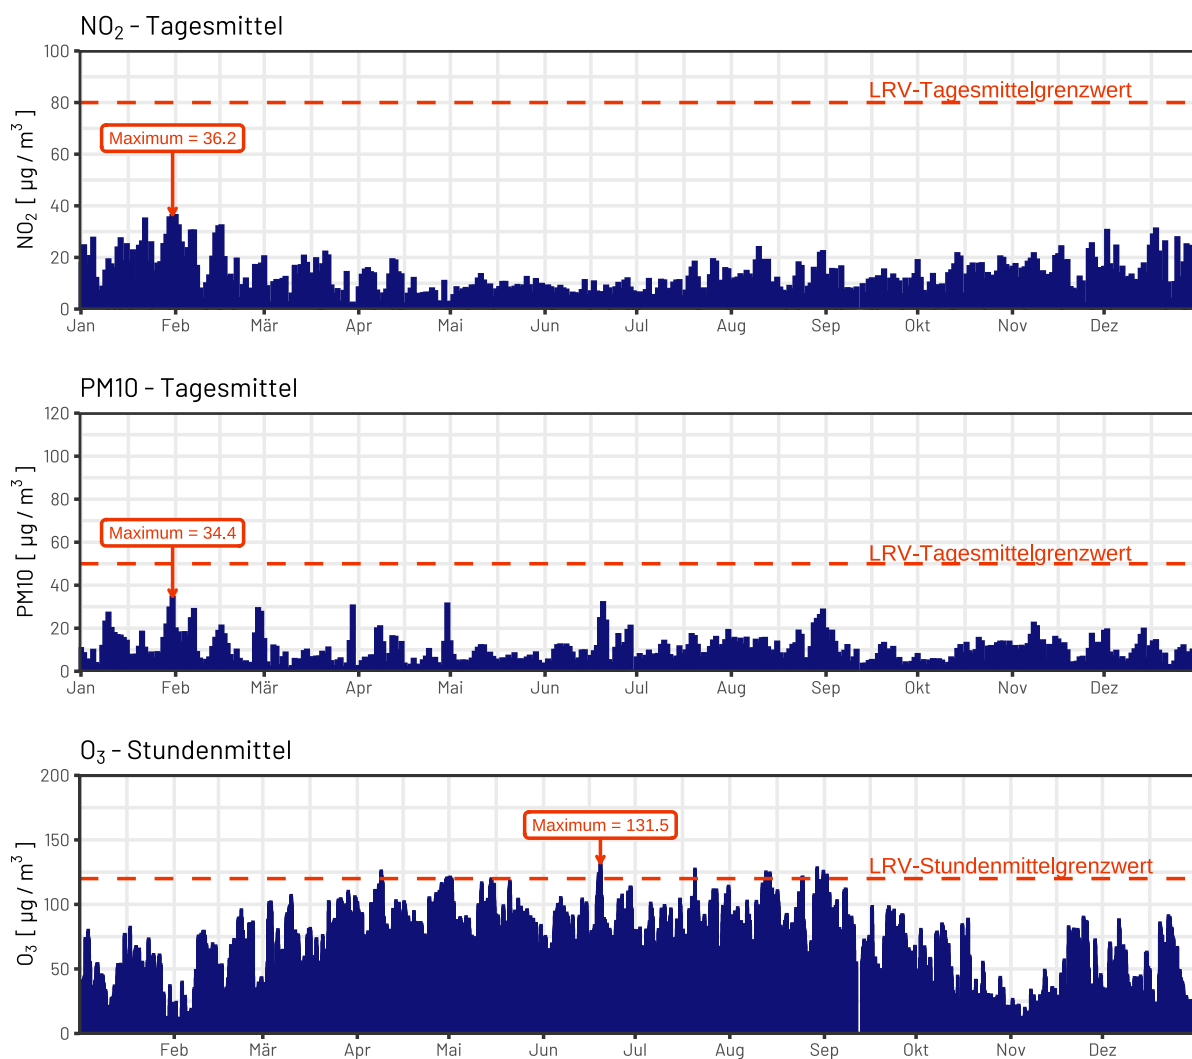 NO₂ - Tagesmittel
NO₂ [ µg / m³ ]
100
80
60
40
20
0
LRV-Tagesmittelgrenzwert
Maximum = 36.2
Jan Feb Mär Apr Mai Jun Jul Aug Sep Okt Nov Dez
PM10 - Tagesmittel
PM10 [ µg / m³ ]
120
100
80
60
40
20
0
Maximum = 34.4
LRV-Tagesmittelgrenzwert
Jan Feb Mär Apr Mai Jun Jul Aug Sep Okt Nov Dez
O₃ - Stundenmittel
O₃ [ µg / m³ ]
200
150
100
50
0
Maximum = 131.5
LRV-Stundenmittelgrenzwert
Feb Mär Apr Mai Jun Jul Aug Sep Okt Nov Dez